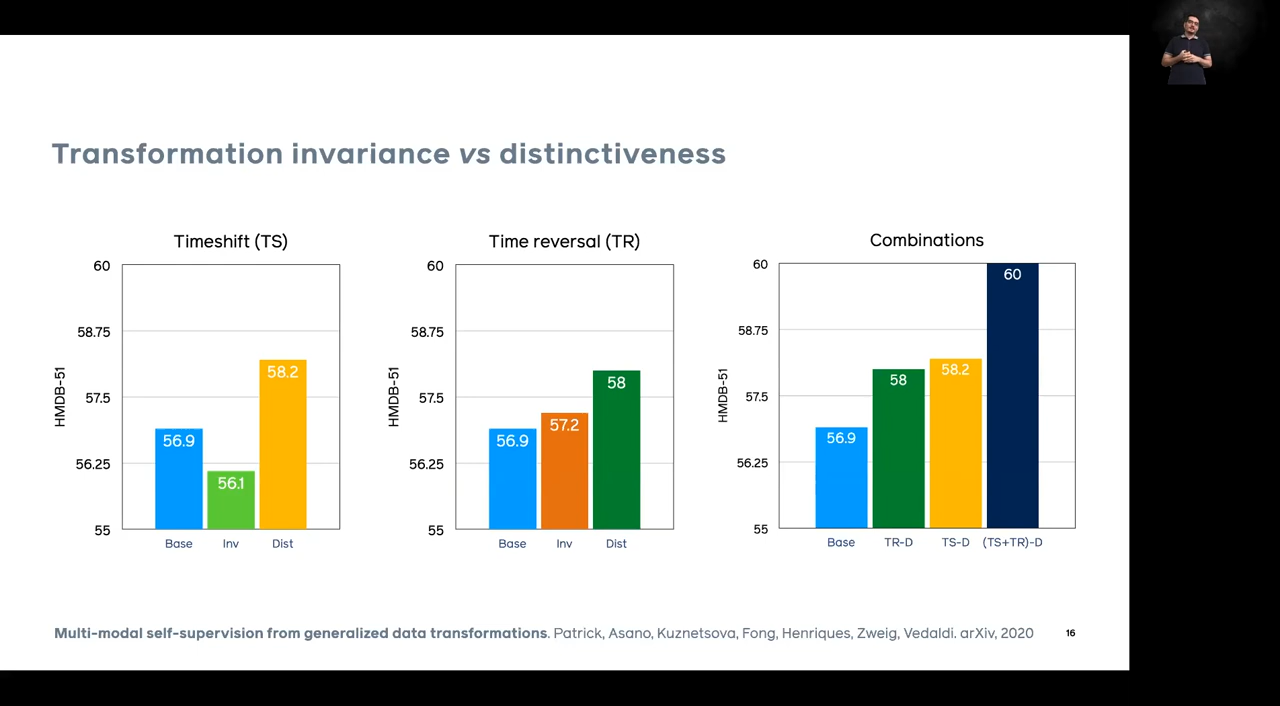 Transformation invariance vs distinctiveness
Timeshift (TS)
60
58.75
57.5
56.25
55
HMDB-51
56.9
56.1
58.2
Base
Inv
Dist
Time reversal (TR)
60
58.75
57.5
56.25
55
HMDB-51
56.9
57.2
58
Base
Inv
Dist
Combinations
60
58.75
57.5
56.25
55
HMDB-51
56.9
58
58.2
60
Base
TR-D
TS-D
(TS+TR)-D
Multi-modal self-supervision from generalized data transformations. Patrick, Asano, Kuznetsova, Fong, Henriques, Zweig, Vedaldi. arXiv, 2020
16